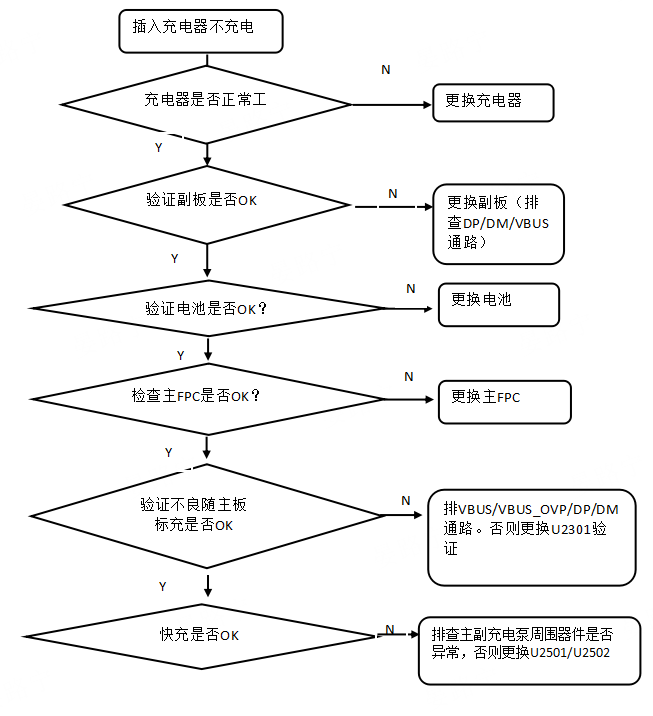 插入充电器不充电
N
充电器是否正常工
更换充电器
Y
验证副板是否OK
N
更换副板（排
查DP/DM/VBUS
通路）
Y
验证电池是否OK？
N
更换电池
Y
检查主FPC是否OK？
N
更换主FPC
Y
验证不良随主板
标充是否OK
N
排VBUS/VBUS_OVP/DP/DM
通路。否则更换U2301验
证
Y
快充是否OK
N
排查主副充电泵周围器件是否
异常，否则更换U2501/U2502